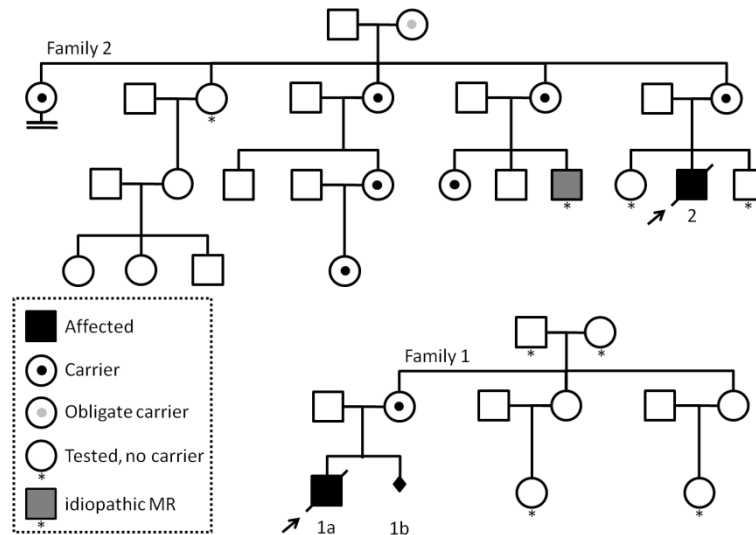 Family 2
*
*
*
2
*
Affected
Carrier
Obligate carrier
Tested, no carrier
*
idiopathic MR
*
Family 1
*
*
1a
1b
*
*